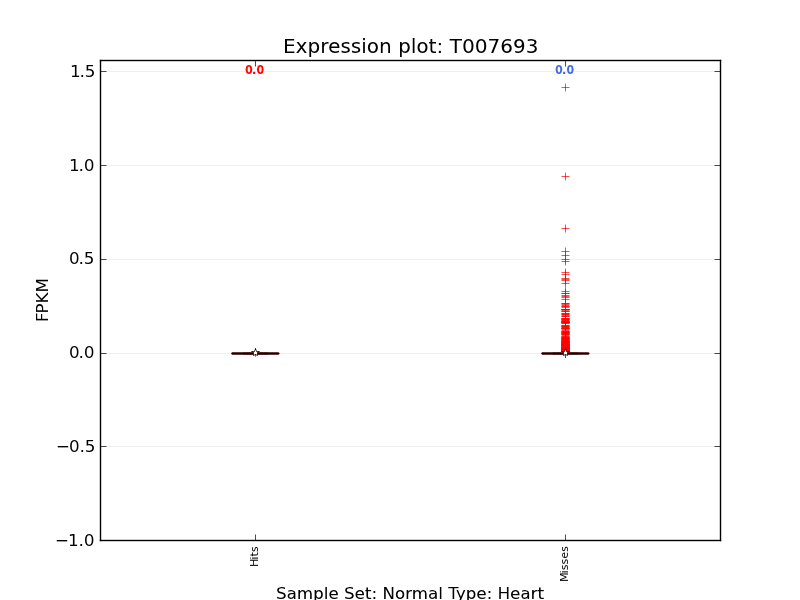 Expression plot: T007693
1.5
0.0
0.0
1.0
0.5
FPKM
0.0
−0.5
−1.0
Hits
Misses
Sample Set: Normal Type: Heart